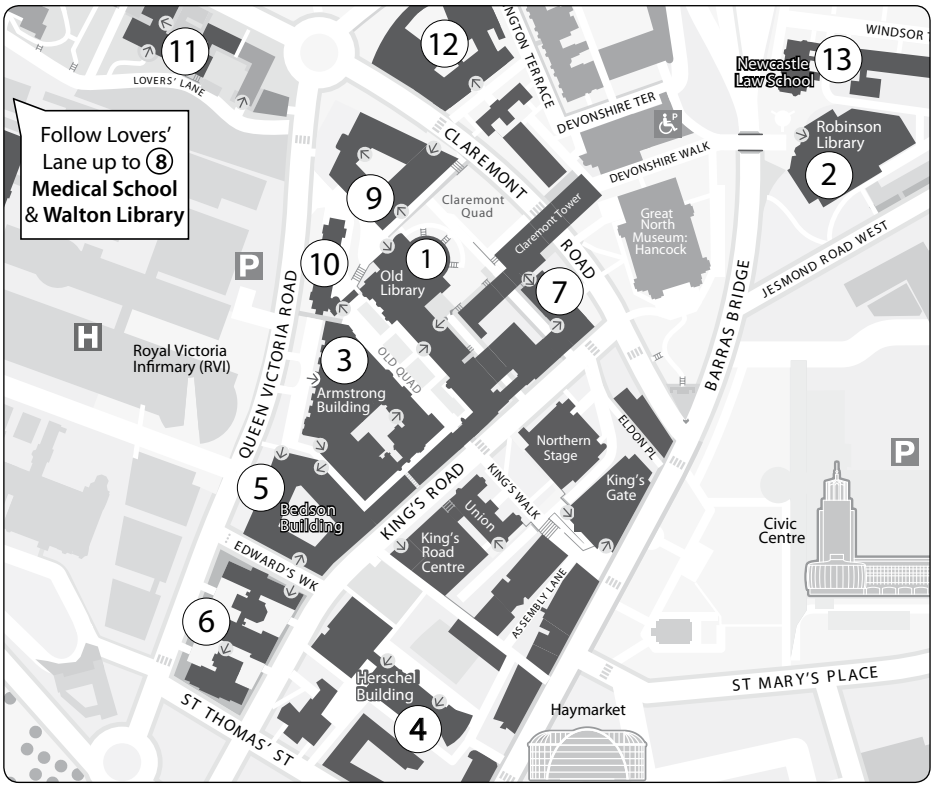 NGTON TERRACE
11
12
13
WINDSOR T
Newcastle
Law School
LOVERS' LANE
Follow Lovers'
Lane up to 8
Medical School
& Walton Library
CLAREMONT
ROAD
DEVONSHIRE TER
P
DEVONSHIRE WALK
Robinson
Library
2
9
Claremont
Quad
Claremont Tower
Great
North
Museum:
Hancock
JESMOND ROAD WEST
10
1
Old
Library
P
7
BARRAS BRIDGE
H
Royal Victoria
Infirmary (RVI)
QUEEN VICTORIA ROAD
3
OLD QUAD
Armstrong
Building
ELDON PL
Northern
Stage
P
5
Bedson
Building
KING'S ROAD
KING'S WALK
King's
Gate
Union
King's
Road
Centre
Civic
Centre
EDWARD'S WK
ASSEMBLY LANE
6
Herschel
Building
4
ST MARY'S PLACE
ST THOMAS' ST
Haymarket